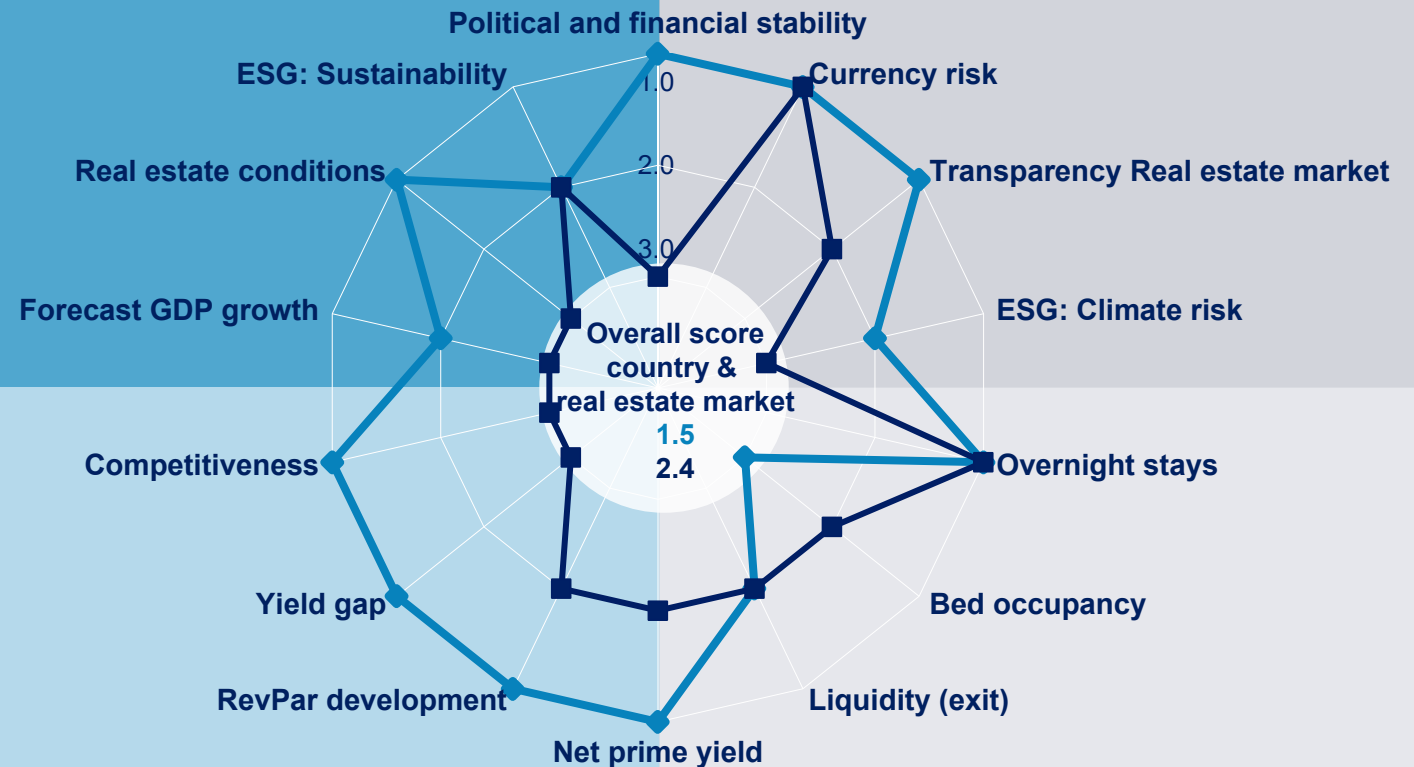 Political and financial stability
ESG: Sustainability
Currency risk
1.0
Real estate conditions
2.0
Transparency Real estate market
3.0
Forecast GDP growth
ESG: Climate risk
Overall score
country &
real estate market
1.5
2.4
Competitiveness
Overnight stays
Yield gap
Bed occupancy
RevPar development
Liquidity (exit)
Net prime yield